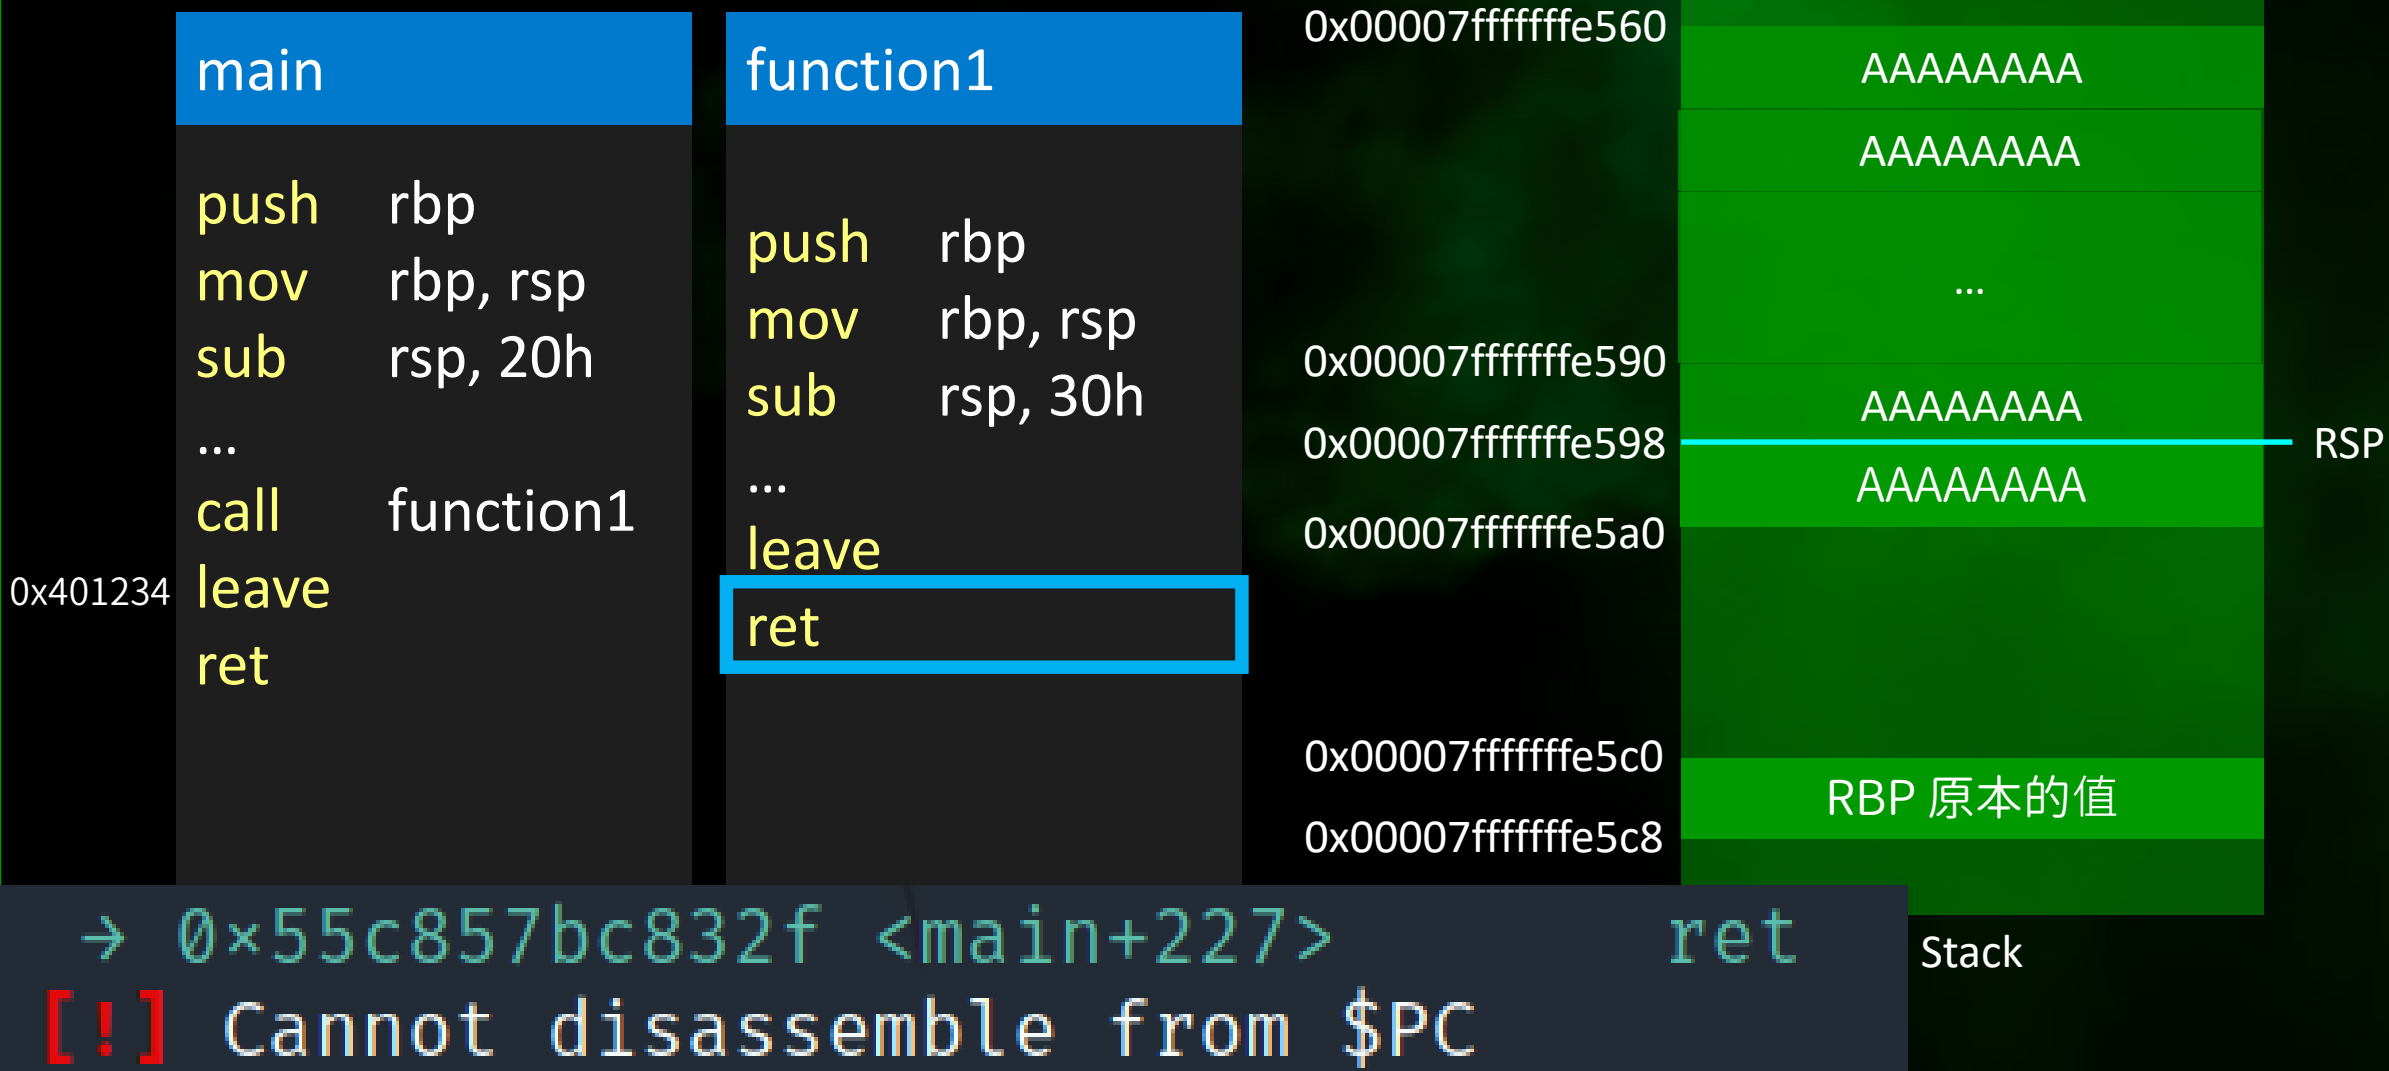 main
push rbp
mov rbp, rsp
sub rsp, 20h
...
call function1
0x401234 leave
ret
function1
push rbp
mov rbp, rsp
sub rsp, 30h
...
leave
ret
0x00007fffffffe560
AAAAAAAA
AAAAAAAA
...
0x00007fffffffe590
AAAAAAAA
0x00007fffffffe598 RSP
AAAAAAAA
0x00007fffffffe5a0
0x00007fffffffe5c0
RBP 原本的值
0x00007fffffffe5c8
Stack
→ 0×55c857bc832f <main+227> ret
[!] Cannot disassemble from $PC